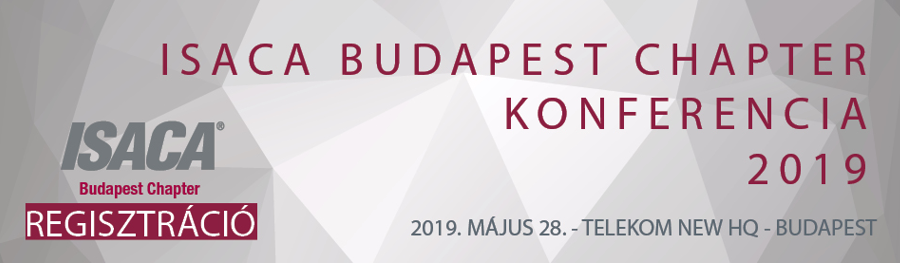 ISACA BUDAPEST CHAPTER
KONFERENCIA
2019
ISACA®
Budapest Chapter
REGISZTRÁCIÓ
2019. MÁJUS 28. - TELEKOM NEW HQ - BUDAPEST